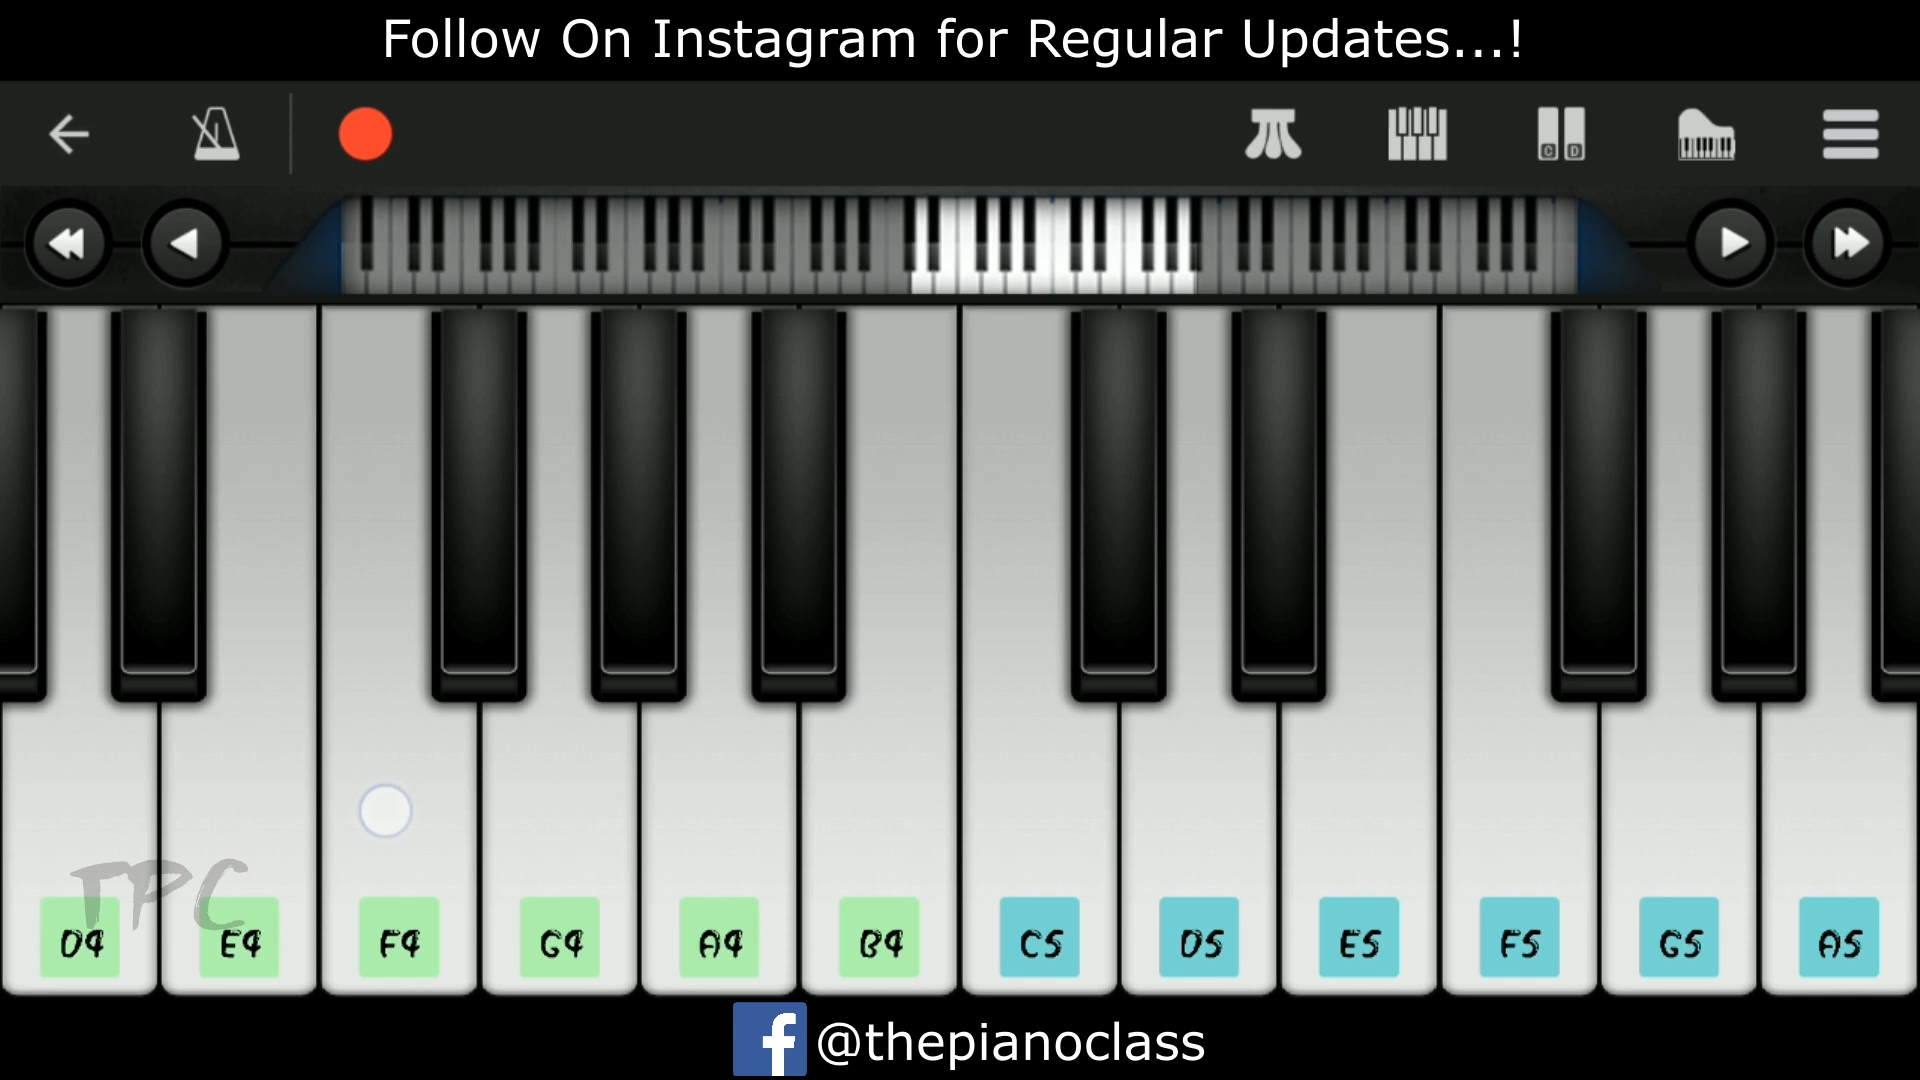 Follow On Instagram for Regular Updates...!
C D
TPC
D4 E4 F4 G4 A4 B4 C5 D5 E5 F5 G5 A5
f @thepianoclass